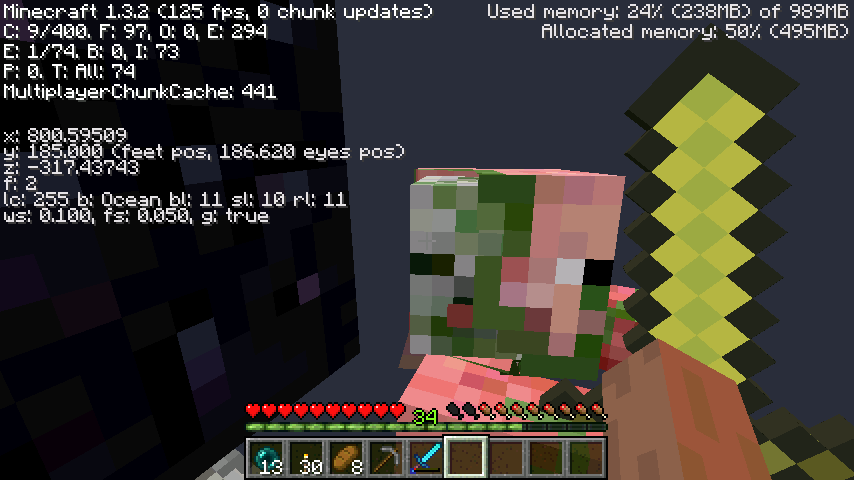 Minecraft 1.3.2 (125 fps, 0 chunk updates)
C: 9/400. F: 97, O: 0, E: 294
E: 1/74. B: 0, I: 73
P: 0. T: All: 74
MultiplayerChunkCache: 441
x: 800.59509
y: 185.000 (feet pos, 186.620 eyes pos)
z: -317.43743
f: 2
lc: 255 b: Ocean bl: 11 sl: 10 rl: 11
ws: 0.100, fs: 0.050, g: true
Used memory: 24% (238MB) of 989MB
Allocated memory: 50% (495MB)
34
13 30 8